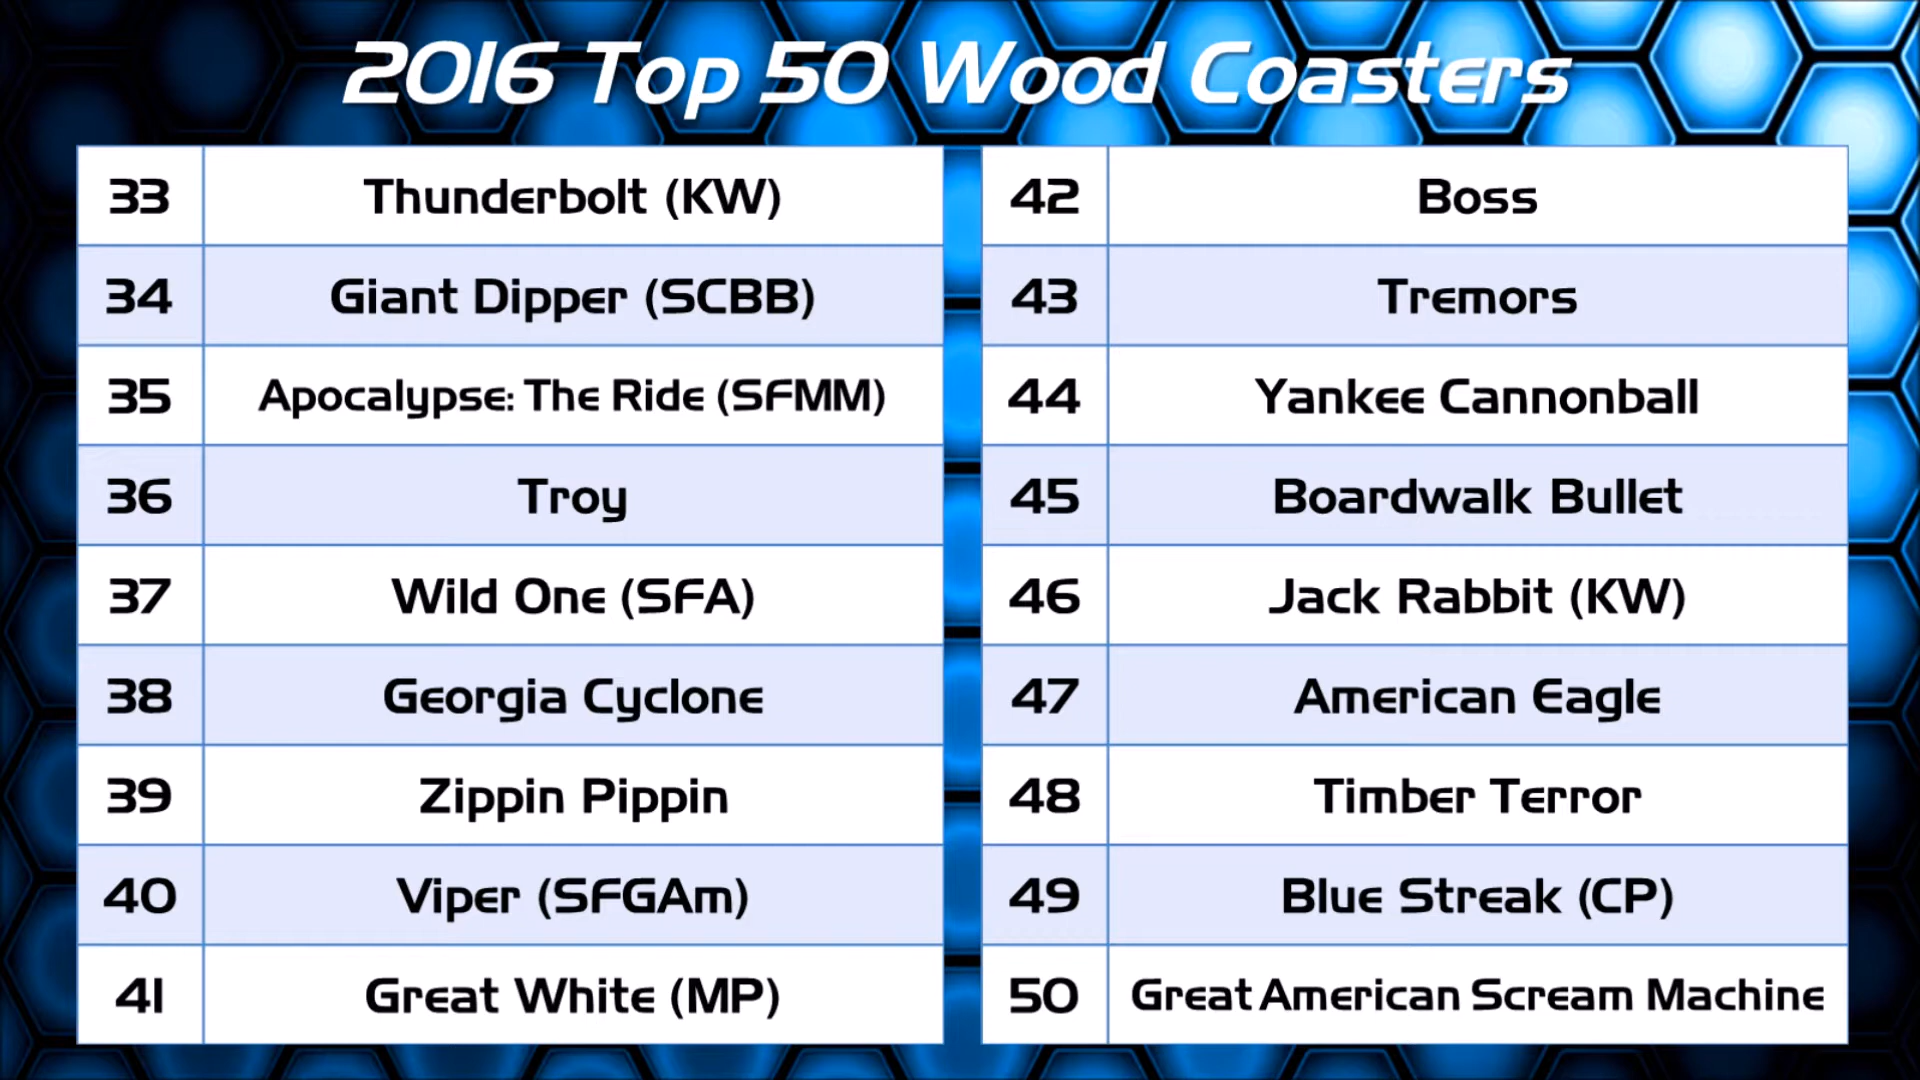 2016 Top 50 Wood Coasters
33 Thunderbolt (KW)
34 Giant Dipper (SCBB)
35 Apocalypse: The Ride (SFMM)
36 Troy
37 Wild One (SFA)
38 Georgia Cyclone
39 Zippin Pippin
40 Viper (SFGAm)
41 Great White (MP)
42 Boss
43 Tremors
44 Yankee Cannonball
45 Boardwalk Bullet
46 Jack Rabbit (KW)
47 American Eagle
48 Timber Terror
49 Blue Streak (CP)
50 Great American Scream Machine